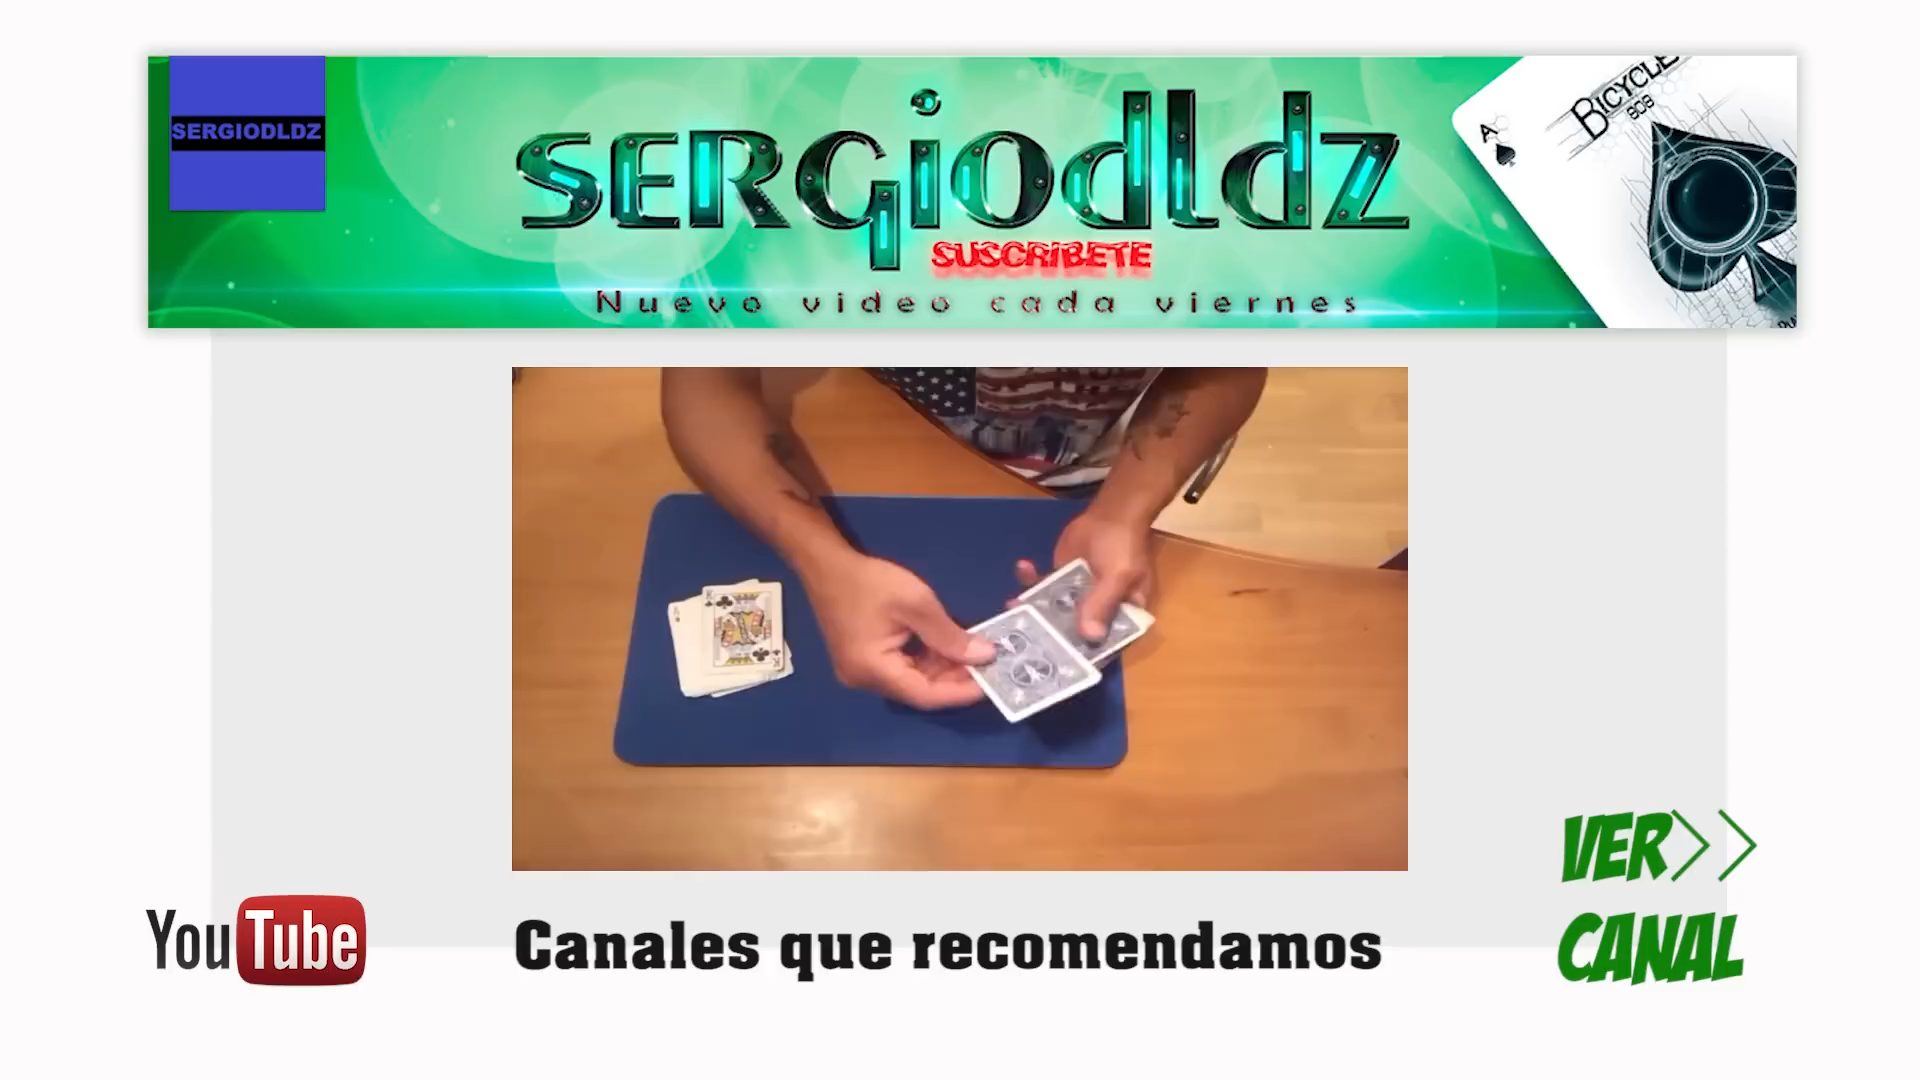 SERGIODLDZ
SERGiodldz
SUSCRIBETE
Nuevo video cada viernes
A
BICYCLE
808
K
K
VER>>
CANAL
YouTube
Canales que recomendamos